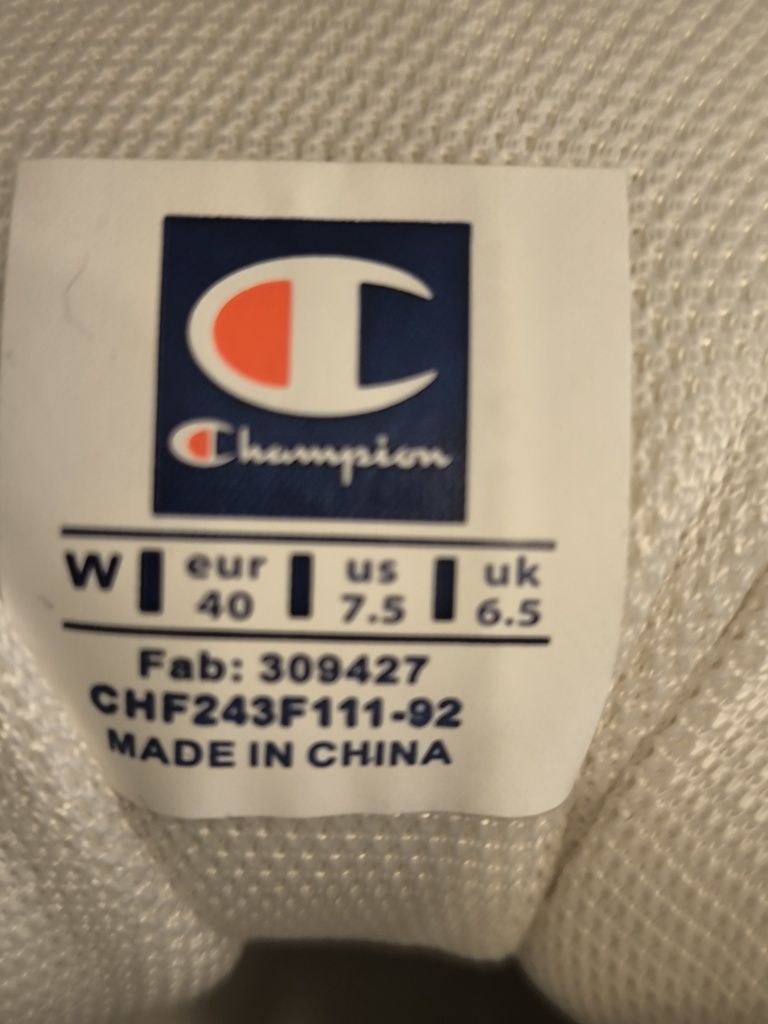 Champion
W eur us uk
40 7.5 6.5
Fab: 309427
CHF243F111-92
MADE IN CHINA